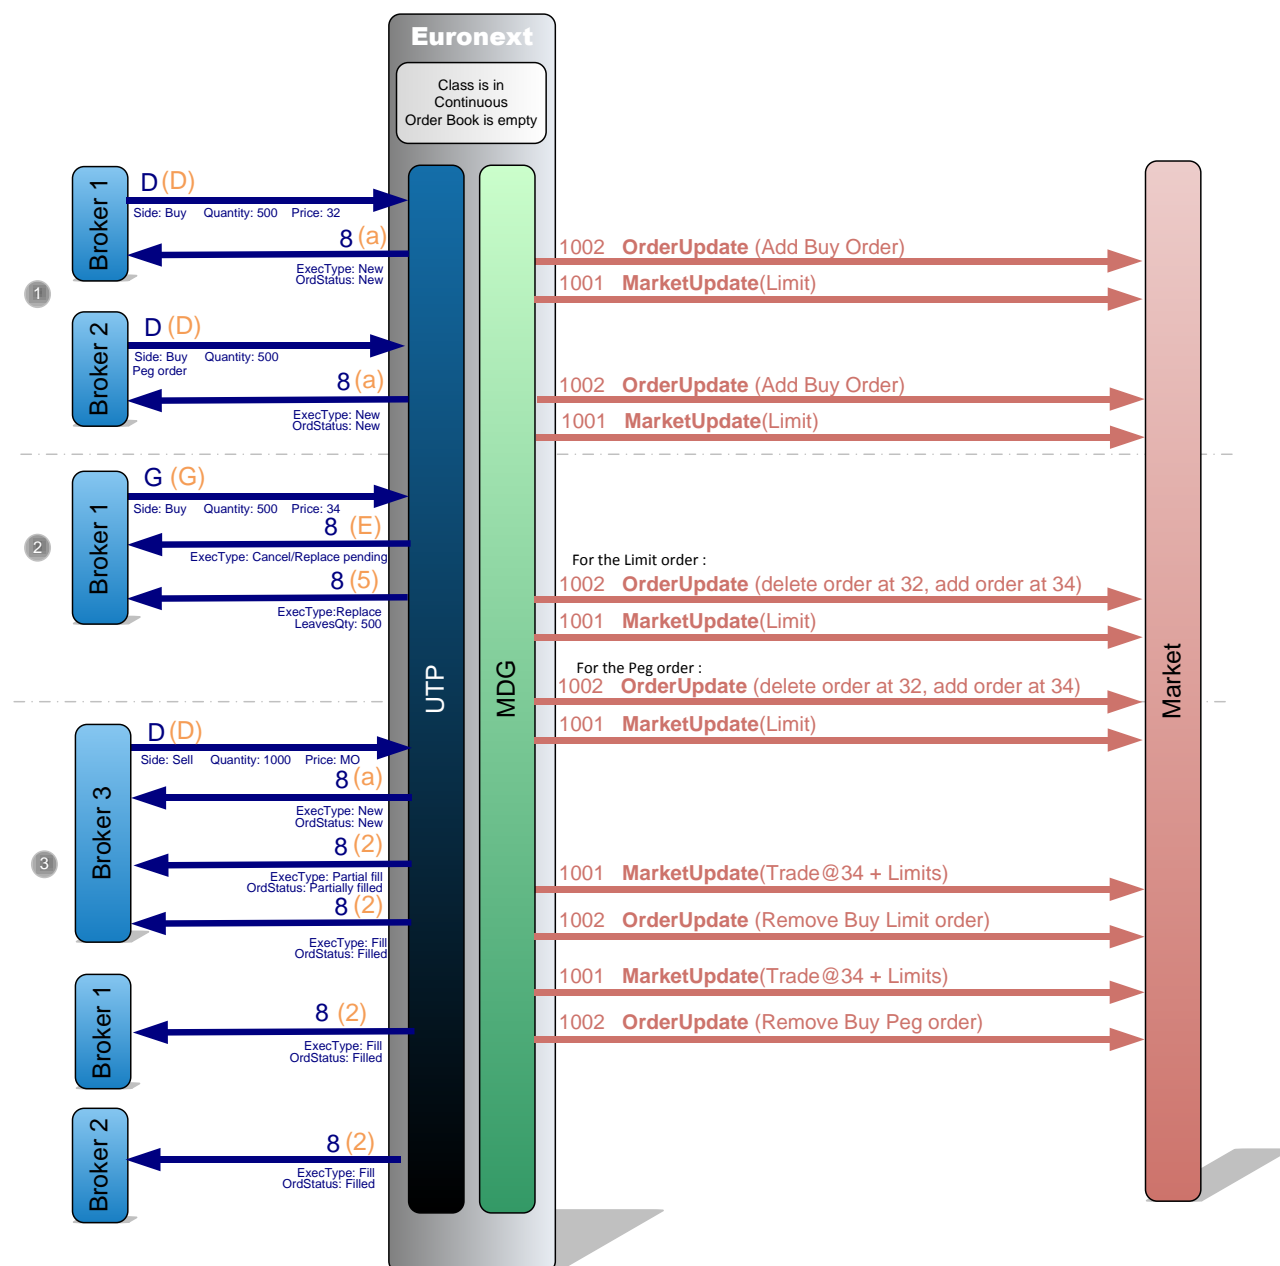 Euronext
Class is in
Continuous
Order Book is empty
Broker 1
D (D)
Side: Buy Quantity: 500 Price: 32
8 (a)
ExecType: New
OrdStatus: New
1002 OrderUpdate (Add Buy Order)
1001 MarketUpdate(Limit)
1
Broker 2
D (D)
Side: Buy Quantity: 500
Peg order
8 (a)
ExecType: New
OrdStatus: New
1002 OrderUpdate (Add Buy Order)
1001 MarketUpdate(Limit)
Broker 1
G (G)
Side: Buy Quantity: 500 Price: 34
8 (E)
ExecType: Cancel/Replace pending
8 (5)
ExecType:Replace
LeavesQty: 500
2
For the Limit order :
1002 OrderUpdate (delete order at 32, add order at 34)
1001 MarketUpdate(Limit)
For the Peg order :
1002 OrderUpdate (delete order at 32, add order at 34)
1001 MarketUpdate(Limit)
UTP
MDG
Market
Broker 3
D (D)
Side: Sell Quantity: 1000 Price: MO
8 (a)
ExecType: New
OrdStatus: New
8 (2)
ExecType: Partial fill
OrdStatus: Partially filled
8 (2)
ExecType: Fill
OrdStatus: Filled
3
1001 MarketUpdate(Trade@34 + Limits)
1002 OrderUpdate (Remove Buy Limit order)
1001 MarketUpdate(Trade@34 + Limits)
1002 OrderUpdate (Remove Buy Peg order)
Broker 1
8 (2)
ExecType: Fill
OrdStatus: Filled
Broker 2
8 (2)
ExecType: Fill
OrdStatus: Filled